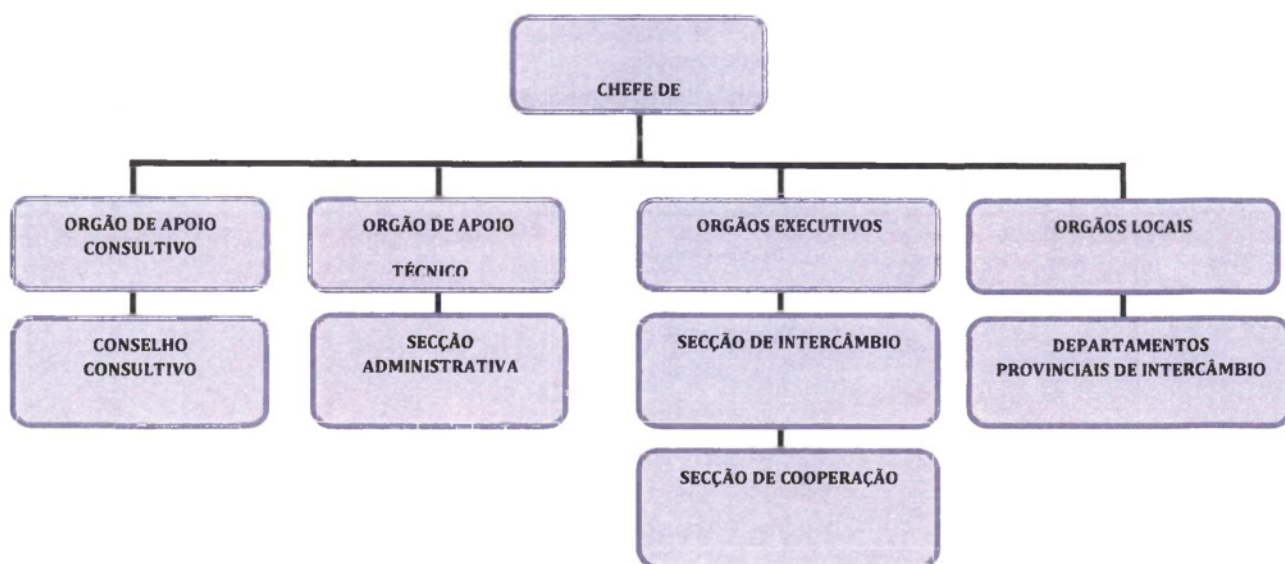 CHEFE DE
ORGÃO DE APOIO
CONSULTIVO
ORGÃO DE APOIO
TÉCNICO
ORGÃOS EXECUTIVOS
ORGÃOS LOCAIS
CONSELHO
CONSULTIVO
SECÇÃO
ADMINISTRATIVA
SECÇÃO DE INTERCÂMBIO
DEPARTAMENTOS
PROVINCIAIS DE INTERCÂMBIO
SECÇÃO DE COOPERAÇÃO